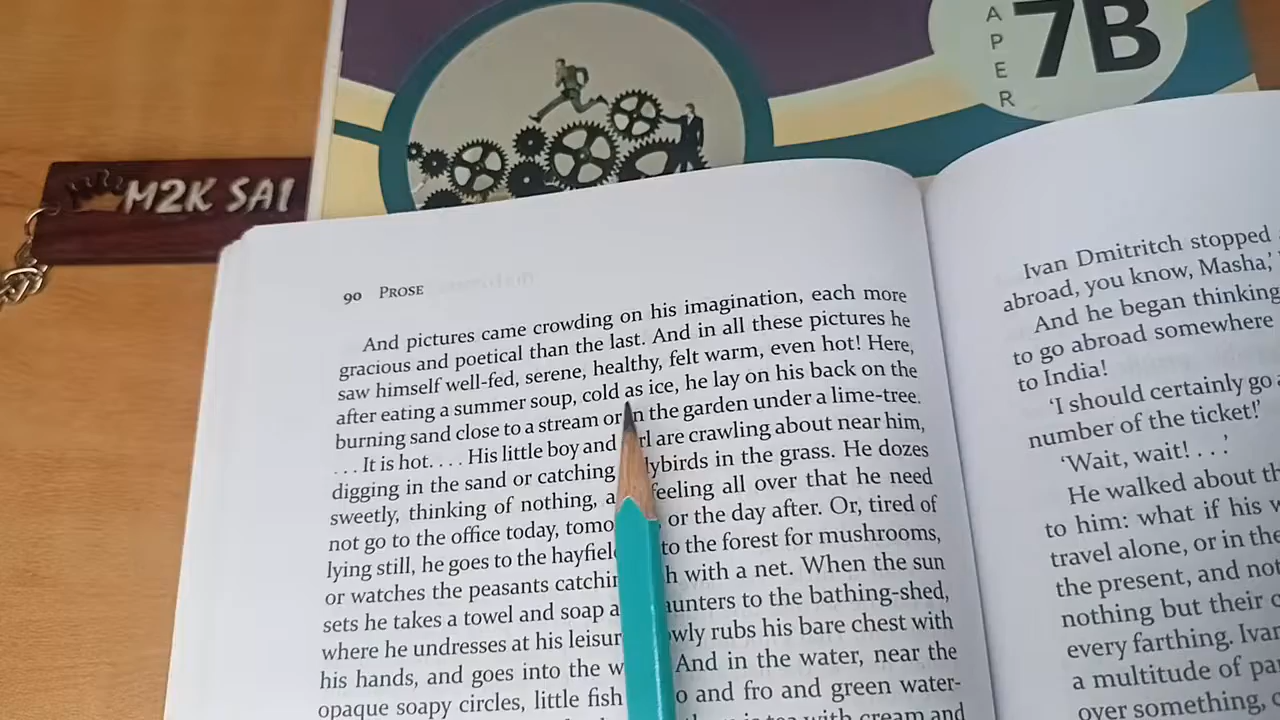 PAPER
7B
M2K SAI
90 PROSE
And pictures came crowding on his imagination, each more
gracious and poetical than the last. And in all these pictures he
saw himself well-fed, serene, healthy, felt warm, even hot! Here,
after eating a summer soup, cold as ice, he lay on his back on the
burning sand close to a stream or in the garden under a lime-tree.
. . . It is hot. . . . His little boy and are crawling about near him,
digging in the sand or catching in the grass. He dozes
sweetly, thinking of nothing, feeling all over that he need
not go to the office today, or the day after. Or, tired of
lying still, he goes to the to the forest for mushrooms,
or watches the peasants with a net. When the sun
sets he takes a towel and soap to the bathing-shed,
where he undresses at his rubs his bare chest with
his hands, and goes into the And in the water, near the
opaque soapy circles, little fish and fro and green water-
with cream and
Ivan Dmitritch stopped
abroad, you know, Masha,'
And he began thinking
to go abroad somewhere
to India!
'I should certainly go
number of the ticket!'
'Wait, wait! . . .'
He walked about
to him: what if his
travel alone, or in the
the present, and not
nothing but their
every farthing.
a multitude of
over something,